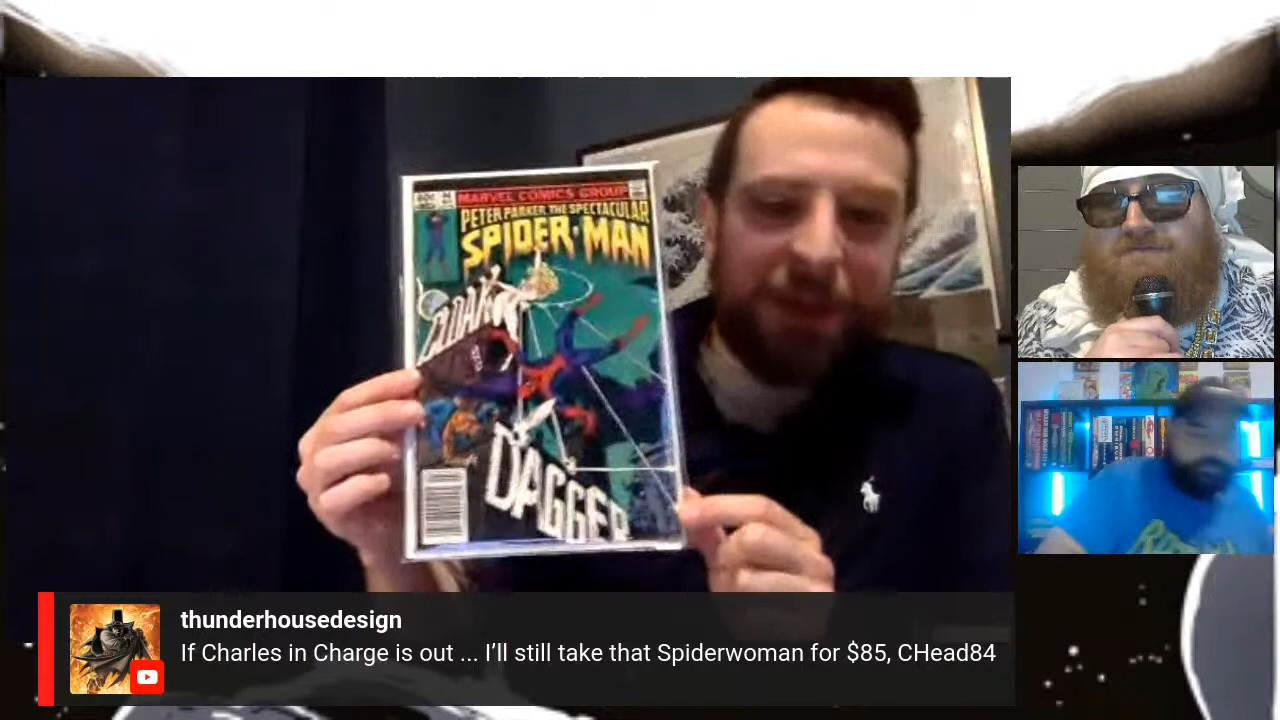 MARVEL COMICS GROUP
PETER PARKER, THE SPECTACULAR
SPIDER-MAN
CLOAK
DAGGER
thunderhousedesign
If Charles in Charge is out ... I’ll still take that Spiderwoman for $85, CHead84